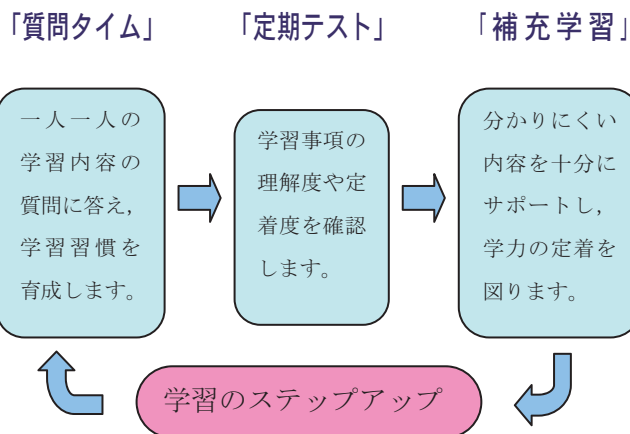 「質問タイム」
「定期テスト」
「補充学習」
一人一人の
学習内容の
質問に答え,
学習習慣を
育成します。
学習事項の
理解度や定
着度を確認
します。
分かりにくい
内容を十分に
サポートし,
学力の定着を
図ります。
学習のステップアップ